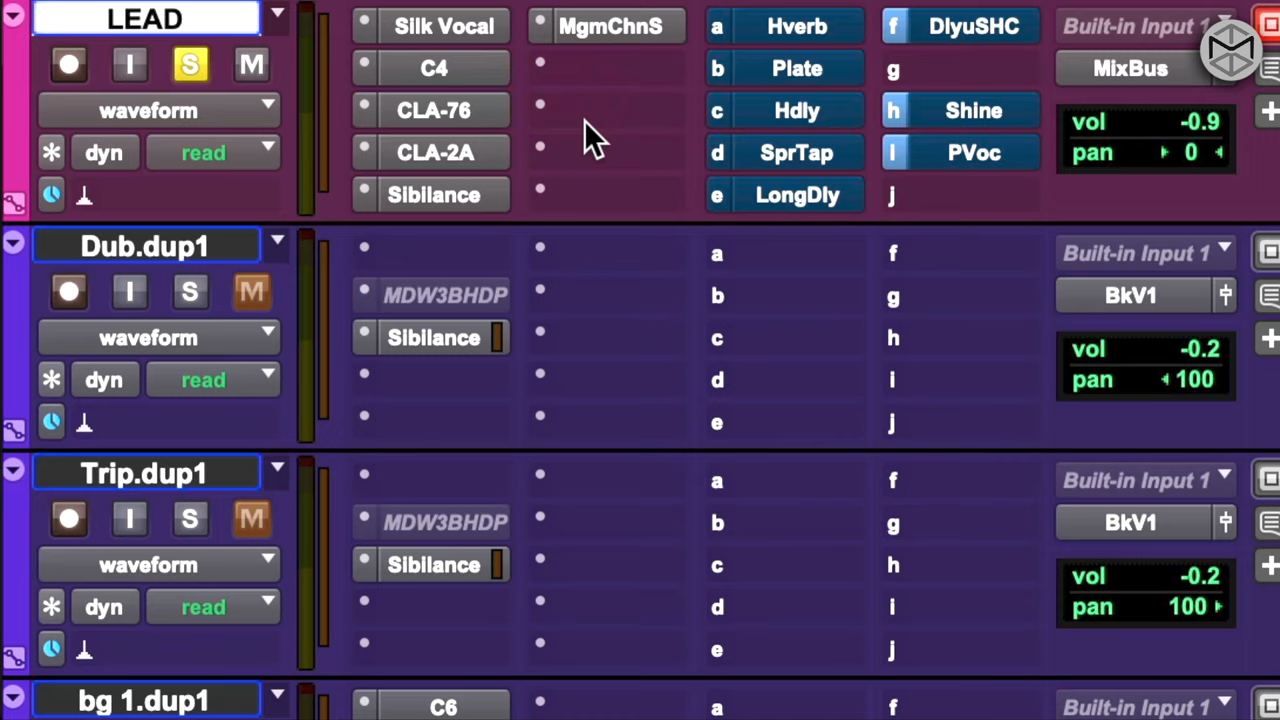 LEAD Silk Vocal MgmChnS a Hverb f DlyuSHC Built-in Input 1
I S M C4 b Plate g MixBus
waveform CLA-76 c Hdly h Shine vol -0.9
* dyn read CLA-2A d SprTap I PVoc pan 0
Sibilance e LongDly j
Dub.dup1 a f Built-in Input 1
I S M MDW3BHDP b g BkV1
waveform Sibilance c h vol -0.2
* dyn read d i pan 100
e j
Trip.dup1 a f Built-in Input 1
I S M MDW3BHDP b g BkV1
waveform Sibilance c h vol -0.2
* dyn read d i pan 100
e j
bg 1.dup1 C6 a f Built-in Input 1